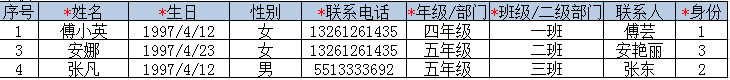 序号 *姓名 *生日 性别 *联系电话 *年级/部门 *班级/二级部门 联系人 *身份
1 傅小英 1997/4/12 女 13261261435 四年级 一班 傅芸 1
3 安娜 1997/4/23 女 13261261435 五年级 二班 安艳丽 3
4 张凡 1997/4/12 男 5513333692 五年级 三班 张东 2